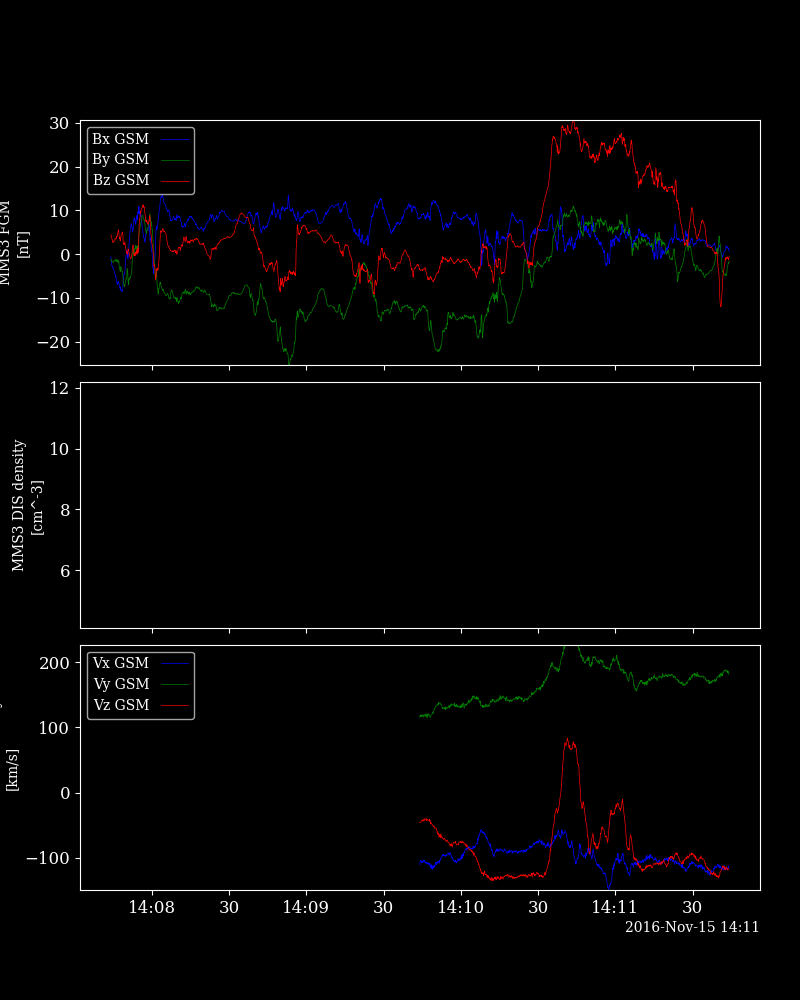 30
20
10
0
−10
−20
MMS3 FGM
[nT]
Bx GSM
By GSM
Bz GSM
12
10
8
6
MMS3 DIS density
[cm^-3]
200
100
0
−100
[km/s]
Vx GSM
Vy GSM
Vz GSM
14:08
30
14:09
30
14:10
30
14:11
30
2016-Nov-15 14:11